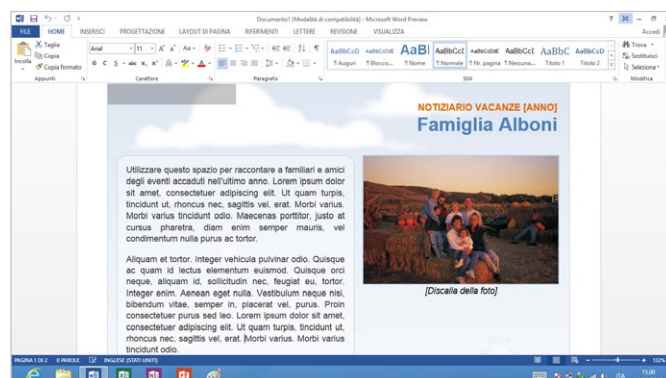 Documento1 [Modalità di compatibilità] - Microsoft Word Preview
FILE HOME INSERISCI PROGETTAZIONE LAYOUT DI PAGINA RIFERIMENTI LETTERE REVISIONE VISUALIZZA Accedi
Incolla
Taglia
Copia
Copia formato
Arial 11
G C S
AaBbCcD AaBbCcDdE AaBl AaBbCcI AaBbCcDdE AaBbCcI AaBbC AaBbCcD
¶ Auguri ¶ Blocco... ¶ Nome ¶ Normale ¶ Nr. pagina ¶ Nessuna... Titolo 1 Titolo 2
Trova
Sostituisci
Seleziona
Appunti Carattere Paragrafo Stili Modifica
NOTIZIARIO VACANZE [ANNO]
Famiglia Alboni
Utilizzare questo spazio per raccontare a familiari e amici
degli eventi accaduti nell'ultimo anno. Lorem ipsum dolor
sit amet, consectetuer adipiscing elit. Ut quam turpis,
tincidunt ut, rhoncus nec, sagittis vel, erat. Morbi varius.
Morbi varius tincidunt odio. Maecenas porttitor, justo at
cursus pharetra, diam enim semper mauris, vel
condimentum nulla purus ac tortor.
Aliquam et tortor. Integer vehicula pulvinar odio. Quisque
ac quam id lectus elementum euismod. Quisque orci
neque, aliquam id, sollicitudin nec, feugiat eu, tortor.
Integer enim. Aenean eget nulla. Vestibulum neque nisi,
bibendum vitae, semper in, placerat vel, purus. Proin
consectetuer purus sed leo. Lorem ipsum dolor sit amet,
consectetuer adipiscing elit. Ut quam turpis, tincidunt ut,
rhoncus nec, sagittis vel, erat. Morbi varius. Morbi varius
tincidunt odio.
[Discalia della foto]
PAGINA 1 DI 2 0 PAROLE INGLESE (STATI UNITI) 132%
ITA 15.00